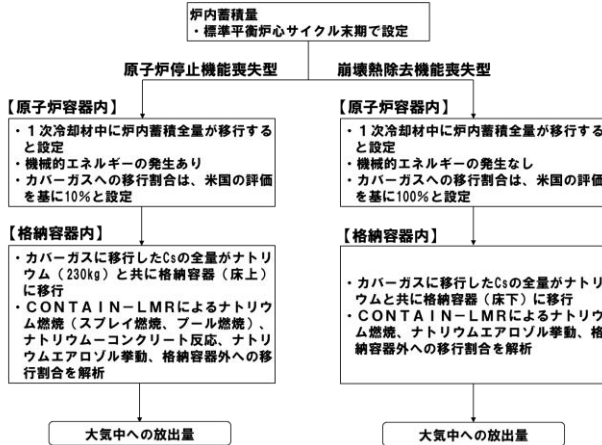 炉内蓄積量
・標準平衡炉心サイクル末期で設定
原子炉停止機能喪失型
【原子炉容器内】
・１次冷却材中に炉内蓄積全量が移行する
と設定
・機械的エネルギーの発生あり
・カバーガスへの移行割合は、米国の評価
を基に10％と設定
【格納容器内】
・カバーガスに移行したCsの全量がナトリ
ウム（230kg）と共に格納容器（床上）
に移行
・ＣＯＮＴＡＩＮ－ＬＭＲによるナトリウ
ム燃焼（スプレイ燃焼、プール燃焼）、
ナトリウムーコンクリート反応、ナトリ
ウムエアロゾル挙動、格納容器外への移
行割合を解析
大気中への放出量
崩壊熱除去機能喪失型
【原子炉容器内】
・１次冷却材中に炉内蓄積全量が移行する
と設定
・機械的エネルギーの発生なし
・カバーガスへの移行割合は、米国の評価
を基に100％と設定
【格納容器内】
・カバーガスに移行したCsの全量がナトリ
ウムと共に格納容器（床下）に移行
・ＣＯＮＴＡＩＮ－ＬＭＲによるナトリウ
ム燃焼、ナトリウムエアロゾル挙動、格
納容器外への移行割合を解析
大気中への放出量